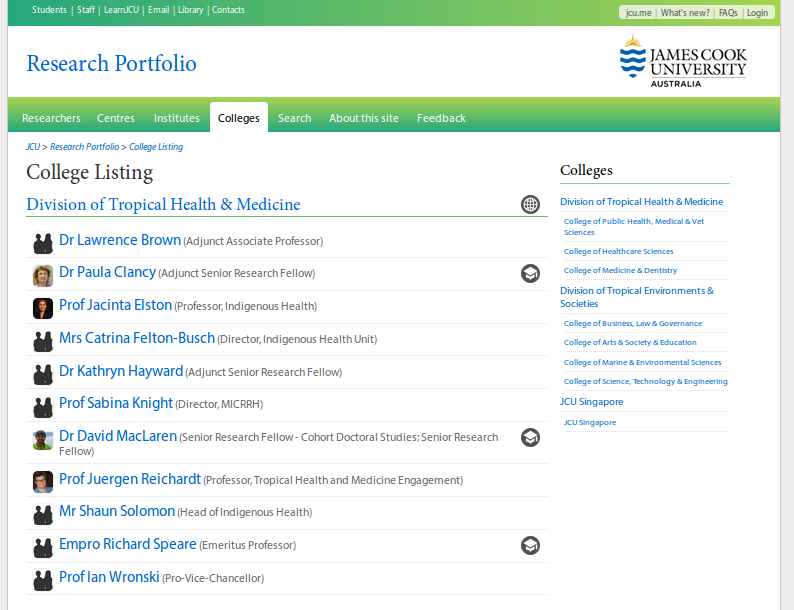 Students | Staff | LearnJCU | Email | Library | Contacts
jcu.me | What's new? | FAQs | Login
Research Portfolio
JAMES COOK
UNIVERSITY
AUSTRALIA
Researchers Centres Institutes Colleges Search About this site Feedback
JCU > Research Portfolio > College Listing
College Listing
Division of Tropical Health & Medicine
Dr Lawrence Brown (Adjunct Associate Professor)
Dr Paula Clancy (Adjunct Senior Research Fellow)
Prof Jacinta Elston (Professor, Indigenous Health)
Mrs Catrina Felton-Busch (Director, Indigenous Health Unit)
Dr Kathryn Hayward (Adjunct Senior Research Fellow)
Prof Sabina Knight (Director, MICRRH)
Dr David MacLaren (Senior Research Fellow - Cohort Doctoral Studies; Senior Research
Fellow)
Prof Juergen Reichardt (Professor, Tropical Health and Medicine Engagement)
Mr Shaun Solomon (Head of Indigenous Health)
Empro Richard Speare (Emeritus Professor)
Prof Ian Wronski (Pro-Vice-Chancellor)
Colleges
Division of Tropical Health & Medicine
College of Public Health, Medical & Vet
Sciences
College of Healthcare Sciences
College of Medicine & Dentistry
Division of Tropical Environments &
Societies
College of Business, Law & Governance
College of Arts & Society & Education
College of Marine & Environmental Sciences
College of Science, Technology & Engineering
JCU Singapore
JCU Singapore